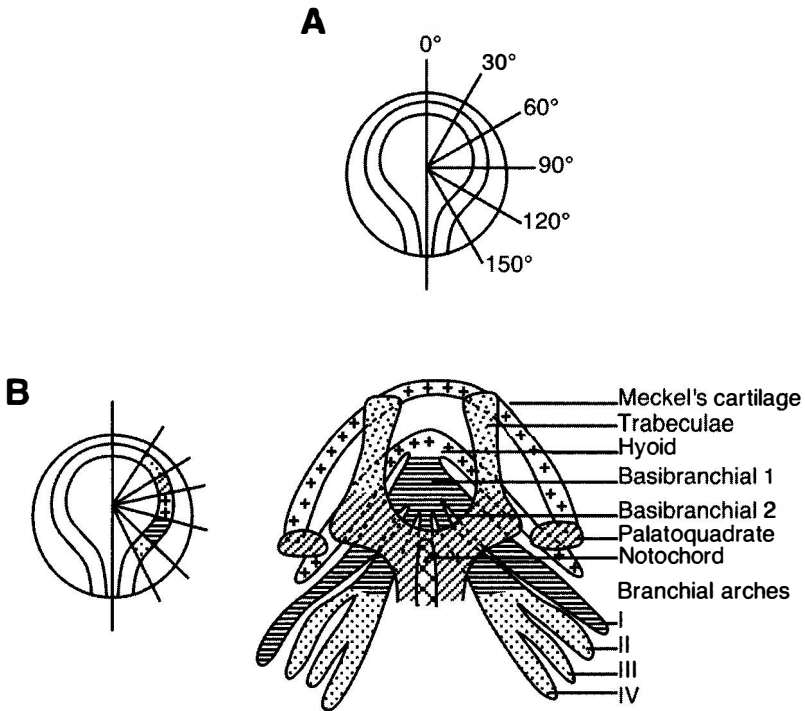 A
0°
30°
60°
90°
120°
150°
B
Meckel's cartilage
Trabeculae
Hyoid
Basibranchial 1
Basibranchial 2
Palatoquadrate
Notochord
Branchial arches
I
II
III
IV